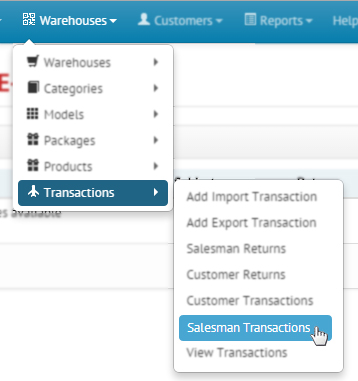 Warehouses Customers Reports Help
Warehouses
Categories
Models
Packages
Products
Transactions
es available
Add Import Transaction
Add Export Transaction
Salesman Returns
Customer Returns
Customer Transactions
Salesman Transactions
View Transactions